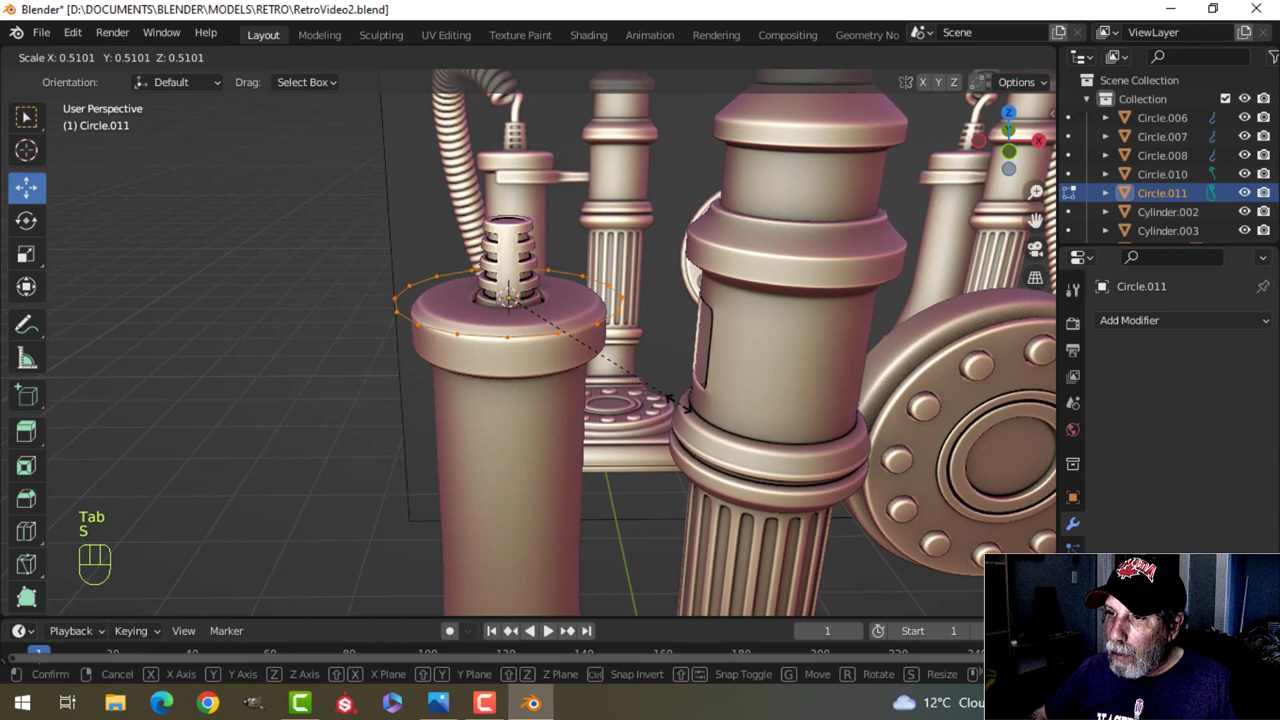 Blender* [D:\DOCUMENTS\BLENDER\MODELS\RETRO\RetroVideo2.blend]
File Edit Render Window Help Layout Modeling Sculpting UV Editing Texture Paint Shading Animation Rendering Compositing Geometry No Scene ViewLayer
Scale X: 0.5101 Y: 0.5101 Z: 0.5101
Orientation: Default Drag: Select Box X Y Z Options
User Perspective
(1) Circle.011
Z
X
Tab
S
Scene Collection
Collection
Circle.006
Circle.007
Circle.008
Circle.010
Circle.011
Cylinder.002
Cylinder.003
Circle.011
Add Modifier
Playback Keying View Marker 1 Start 1
Confirm Cancel X X Axis Y Y Axis Z Z Axis X X Plane Y Y Plane Z Z Plane Ctrl Snap Invert Snap Toggle G Move R Rotate S Resize
12°C Clou